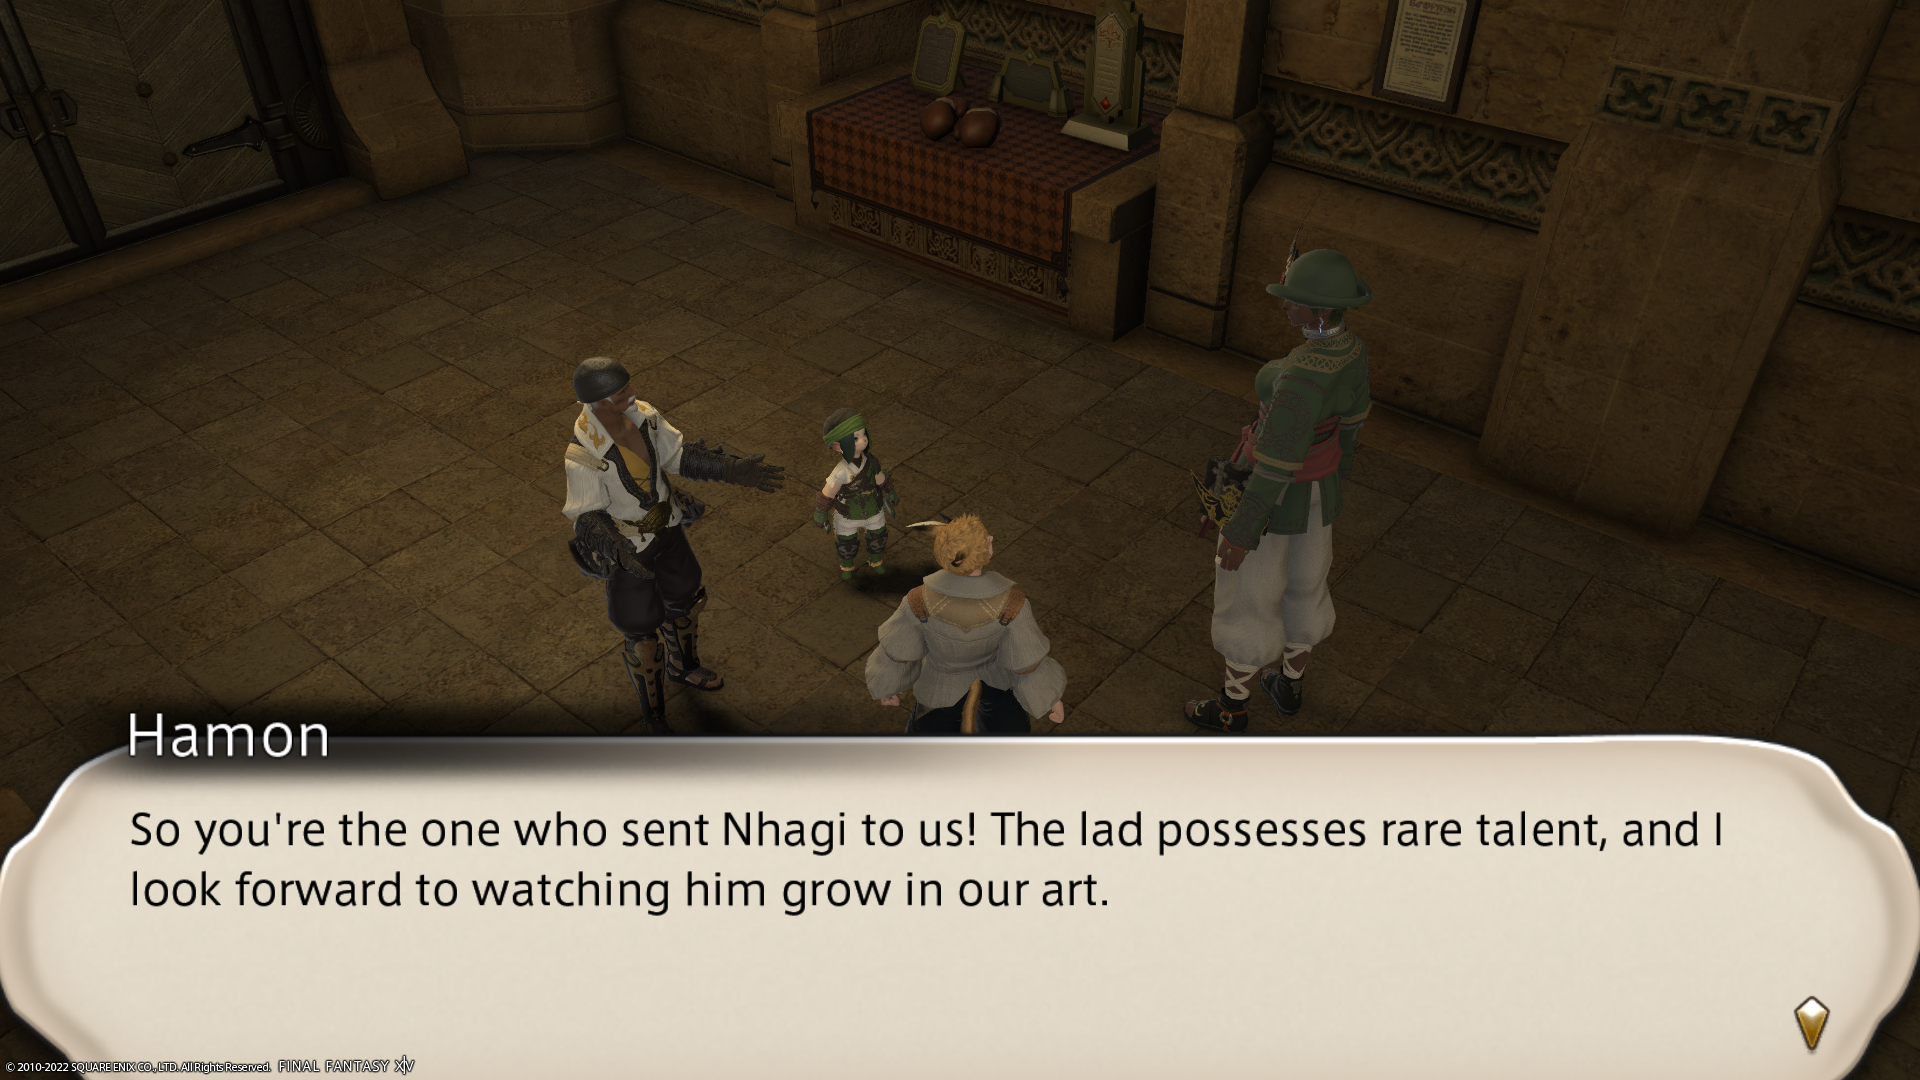 Hamon
So you're the one who sent Nhagi to us! The lad possesses rare talent, and I
look forward to watching him grow in our art.
© 2010-2022 SQUARE ENIX CO., LTD. All Rights Reserved. FINAL FANTASY XIV